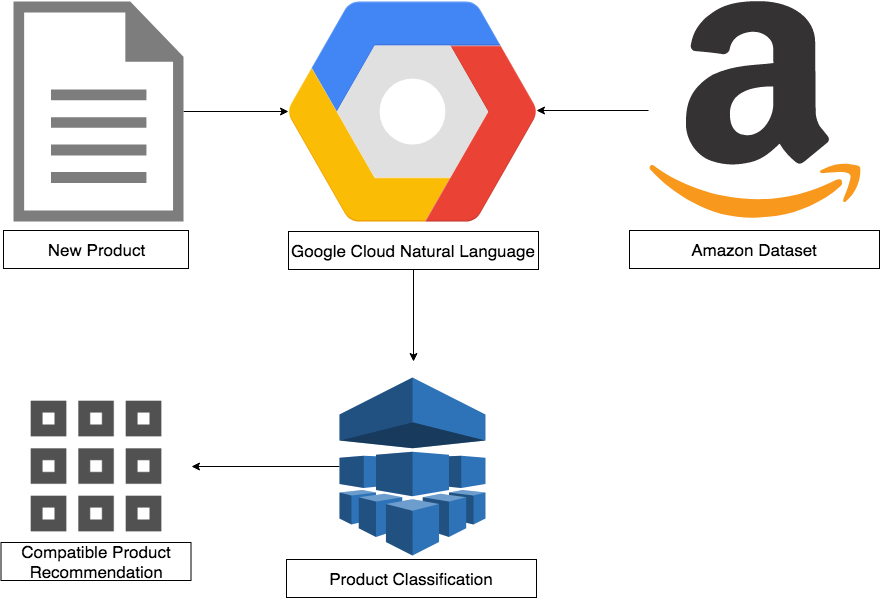 New Product
Google Cloud Natural Language
Amazon Dataset
Compatible Product
Recommendation
Product Classification